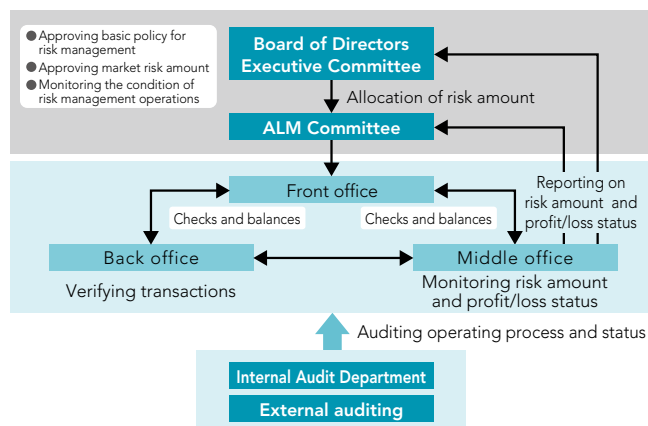 ● Approving basic policy for
risk management
● Approving market risk amount
● Monitoring the condition of
risk management operations
Board of Directors
Executive Committee
Allocation of risk amount
ALM Committee
Front office
Reporting on
risk amount and
profit/loss status
Checks and balances
Checks and balances
Back office
Middle office
Verifying transactions
Monitoring risk amount
and profit/loss status
Auditing operating process and status
Internal Audit Department
External auditing